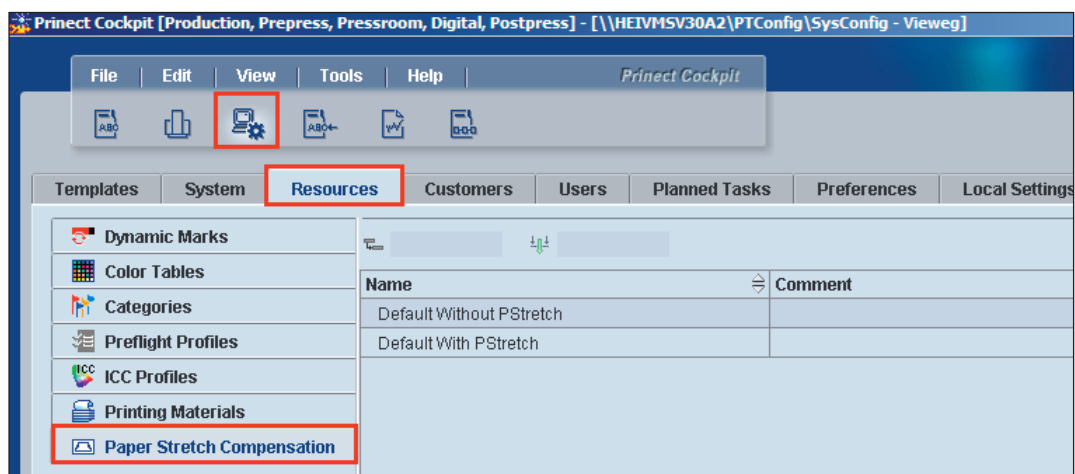 Prinect Cockpit [Production, Prepress, Pressroom, Digital, Postpress] - [\\HEIVMSV30A2\PTConfig\SysConfig - Vieweg]
File Edit View Tools Help Prinect Cockpit
Templates System Resources Customers Users Planned Tasks Preferences Local Settings
Dynamic Marks
Color Tables
Categories
Preflight Profiles
ICC Profiles
Printing Materials
Paper Stretch Compensation
Name Comment
Default Without PStretch
Default With PStretch